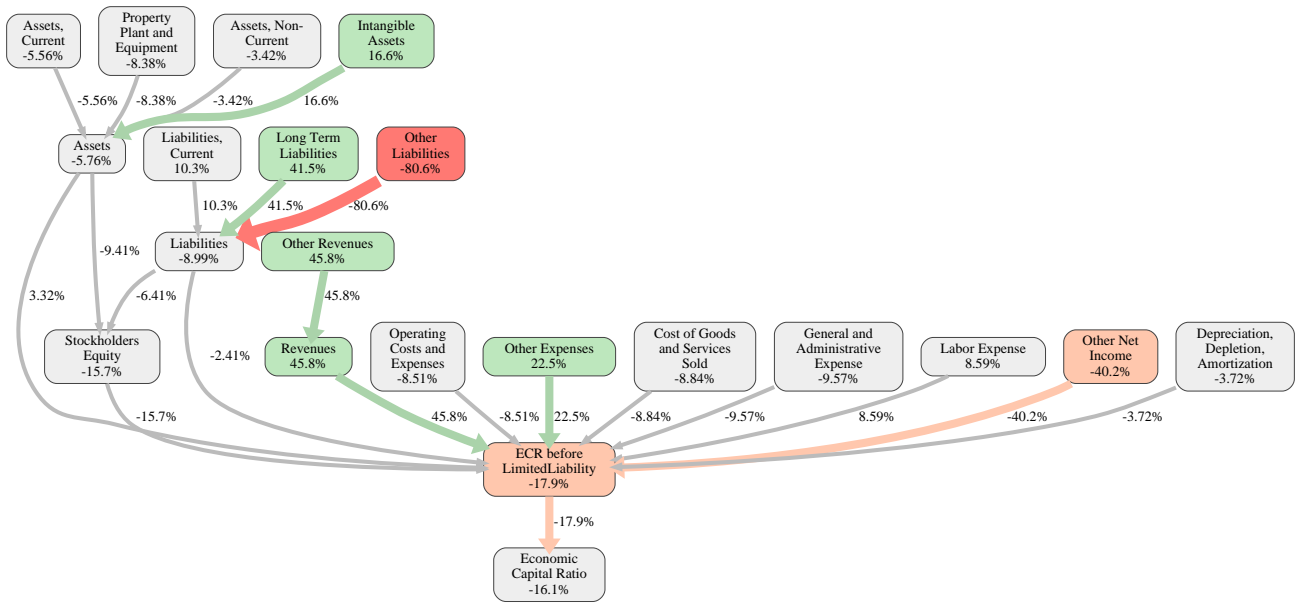 Assets,
Current
-5.56%
Property
Plant and
Equipment
-8.38%
Assets, Non-
Current
-3.42%
Intangible
Assets
16.6%
-5.56%
-8.38%
-3.42%
16.6%
Assets
-5.76%
Liabilities,
Current
10.3%
Long Term
Liabilities
41.5%
Other
Liabilities
-80.6%
10.3%
41.5%
-80.6%
Liabilities
-8.99%
Other Revenues
45.8%
-9.41%
3.32%
-6.41%
45.8%
Stockholders
Equity
-15.7%
-2.41%
Revenues
45.8%
Operating
Costs and
Expenses
-8.51%
Other Expenses
22.5%
Cost of Goods
and Services
Sold
-8.84%
General and
Administrative
Expense
-9.57%
Labor Expense
8.59%
Other Net
Income
-40.2%
Depreciation,
Depletion,
Amortization
-3.72%
-15.7%
45.8%
-8.51%
22.5%
-8.84%
-9.57%
8.59%
-40.2%
-3.72%
ECR before
LimitedLiability
-17.9%
-17.9%
Economic
Capital Ratio
-16.1%